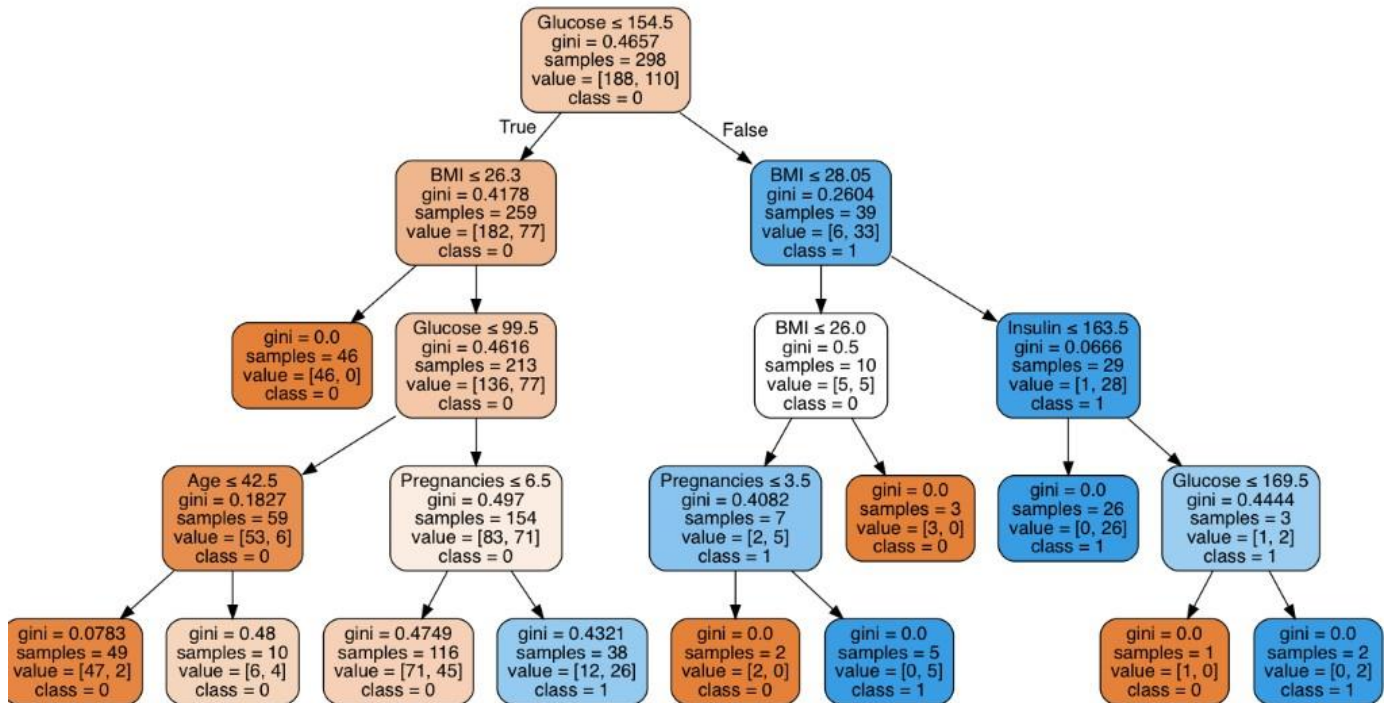 Glucose ≤ 154.5
gini = 0.4657
samples = 298
value = [188, 110]
class = 0
True
False
BMI ≤ 26.3
gini = 0.4178
samples = 259
value = [182, 77]
class = 0
BMI ≤ 28.05
gini = 0.2604
samples = 39
value = [6, 33]
class = 1
gini = 0.0
samples = 46
value = [46, 0]
class = 0
Glucose ≤ 99.5
gini = 0.4616
samples = 213
value = [136, 77]
class = 0
BMI ≤ 26.0
gini = 0.5
samples = 10
value = [5, 5]
class = 0
Insulin ≤ 163.5
gini = 0.0666
samples = 29
value = [1, 28]
class = 1
Age ≤ 42.5
gini = 0.1827
samples = 59
value = [53, 6]
class = 0
Pregnancies ≤ 6.5
gini = 0.497
samples = 154
value = [83, 71]
class = 0
Pregnancies ≤ 3.5
gini = 0.4082
samples = 7
value = [2, 5]
class = 1
gini = 0.0
samples = 3
value = [3, 0]
class = 0
gini = 0.0
samples = 26
value = [0, 26]
class = 1
Glucose ≤ 169.5
gini = 0.4444
samples = 3
value = [1, 2]
class = 1
gini = 0.0783
samples = 49
value = [47, 2]
class = 0
gini = 0.48
samples = 10
value = [6, 4]
class = 0
gini = 0.4749
samples = 116
value = [71, 45]
class = 0
gini = 0.4321
samples = 38
value = [12, 26]
class = 1
gini = 0.0
samples = 2
value = [2, 0]
class = 0
gini = 0.0
samples = 5
value = [0, 5]
class = 1
gini = 0.0
samples = 1
value = [1, 0]
class = 0
gini = 0.0
samples = 2
value = [0, 2]
class = 1